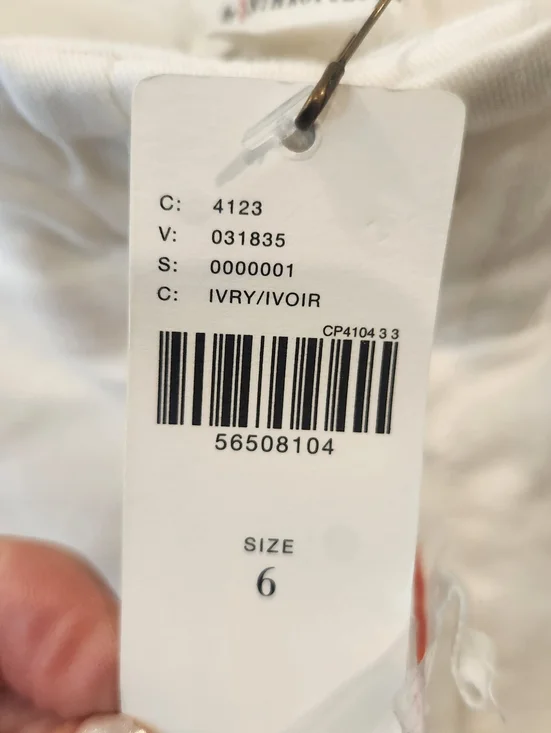 C: 4123
V: 031835
S: 0000001
C: IVRY/IVOIR
CP4104 3 3
56508104
SIZE
6